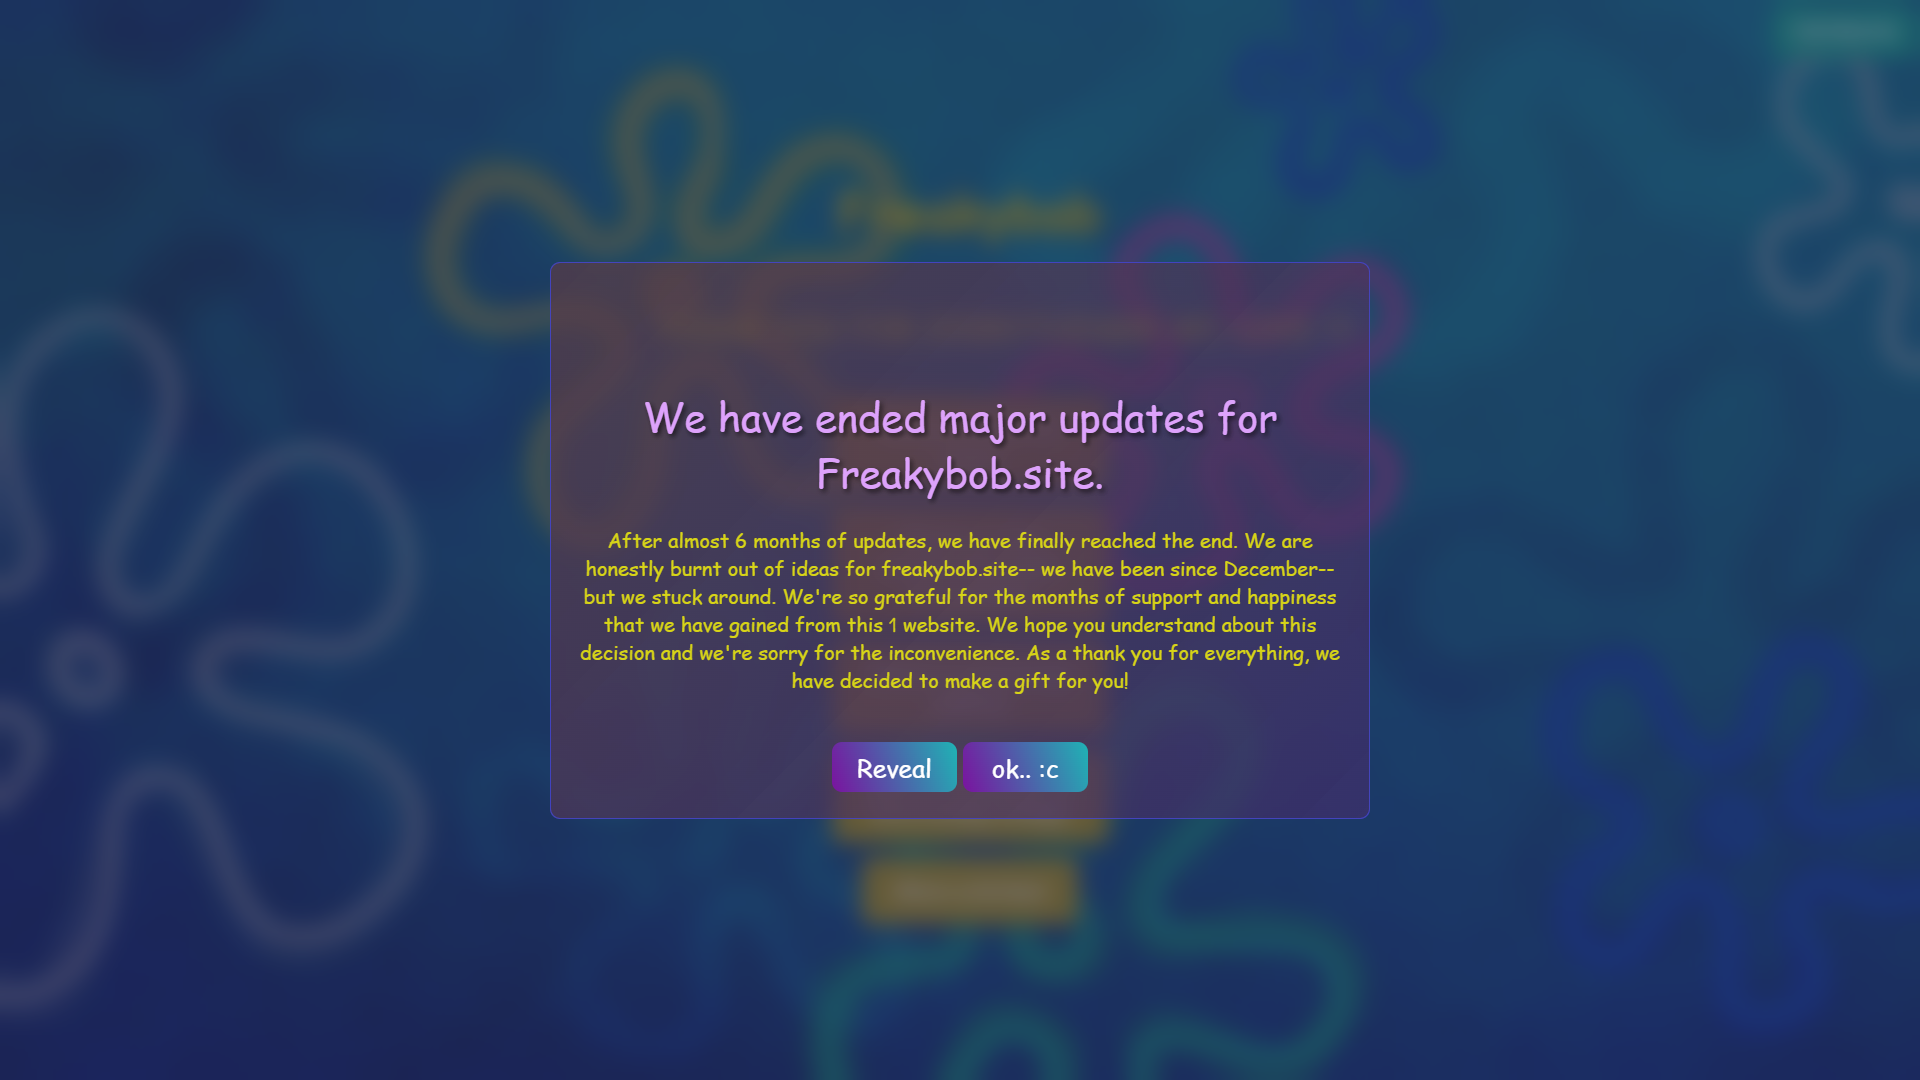 We have ended major updates for
Freakybob.site.
After almost 6 months of updates, we have finally reached the end. We are
honestly burnt out of ideas for freakybob.site-- we have been since December--
but we stuck around. We're so grateful for the months of support and happiness
that we have gained from this 1 website. We hope you understand about this
decision and we're sorry for the inconvenience. As a thank you for everything, we
have decided to make a gift for you!
Reveal
ok.. :c